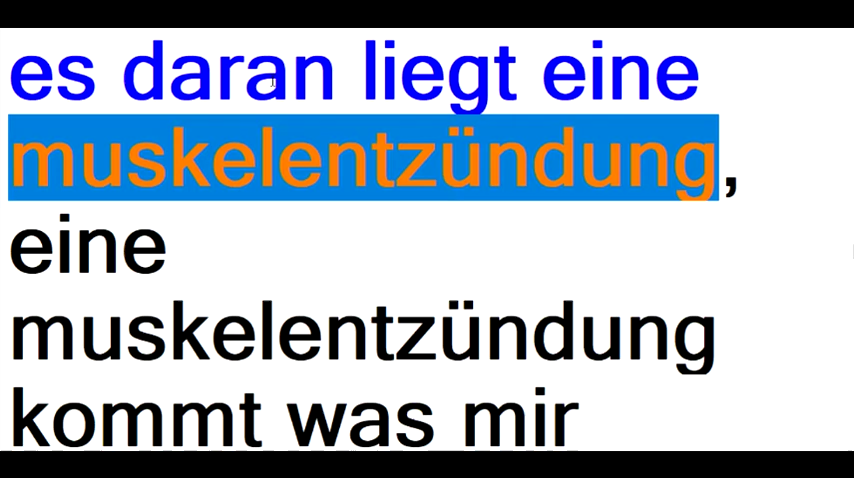 es daran liegt eine
muskelentzündung,
eine
muskelentzündung
kommt was mir